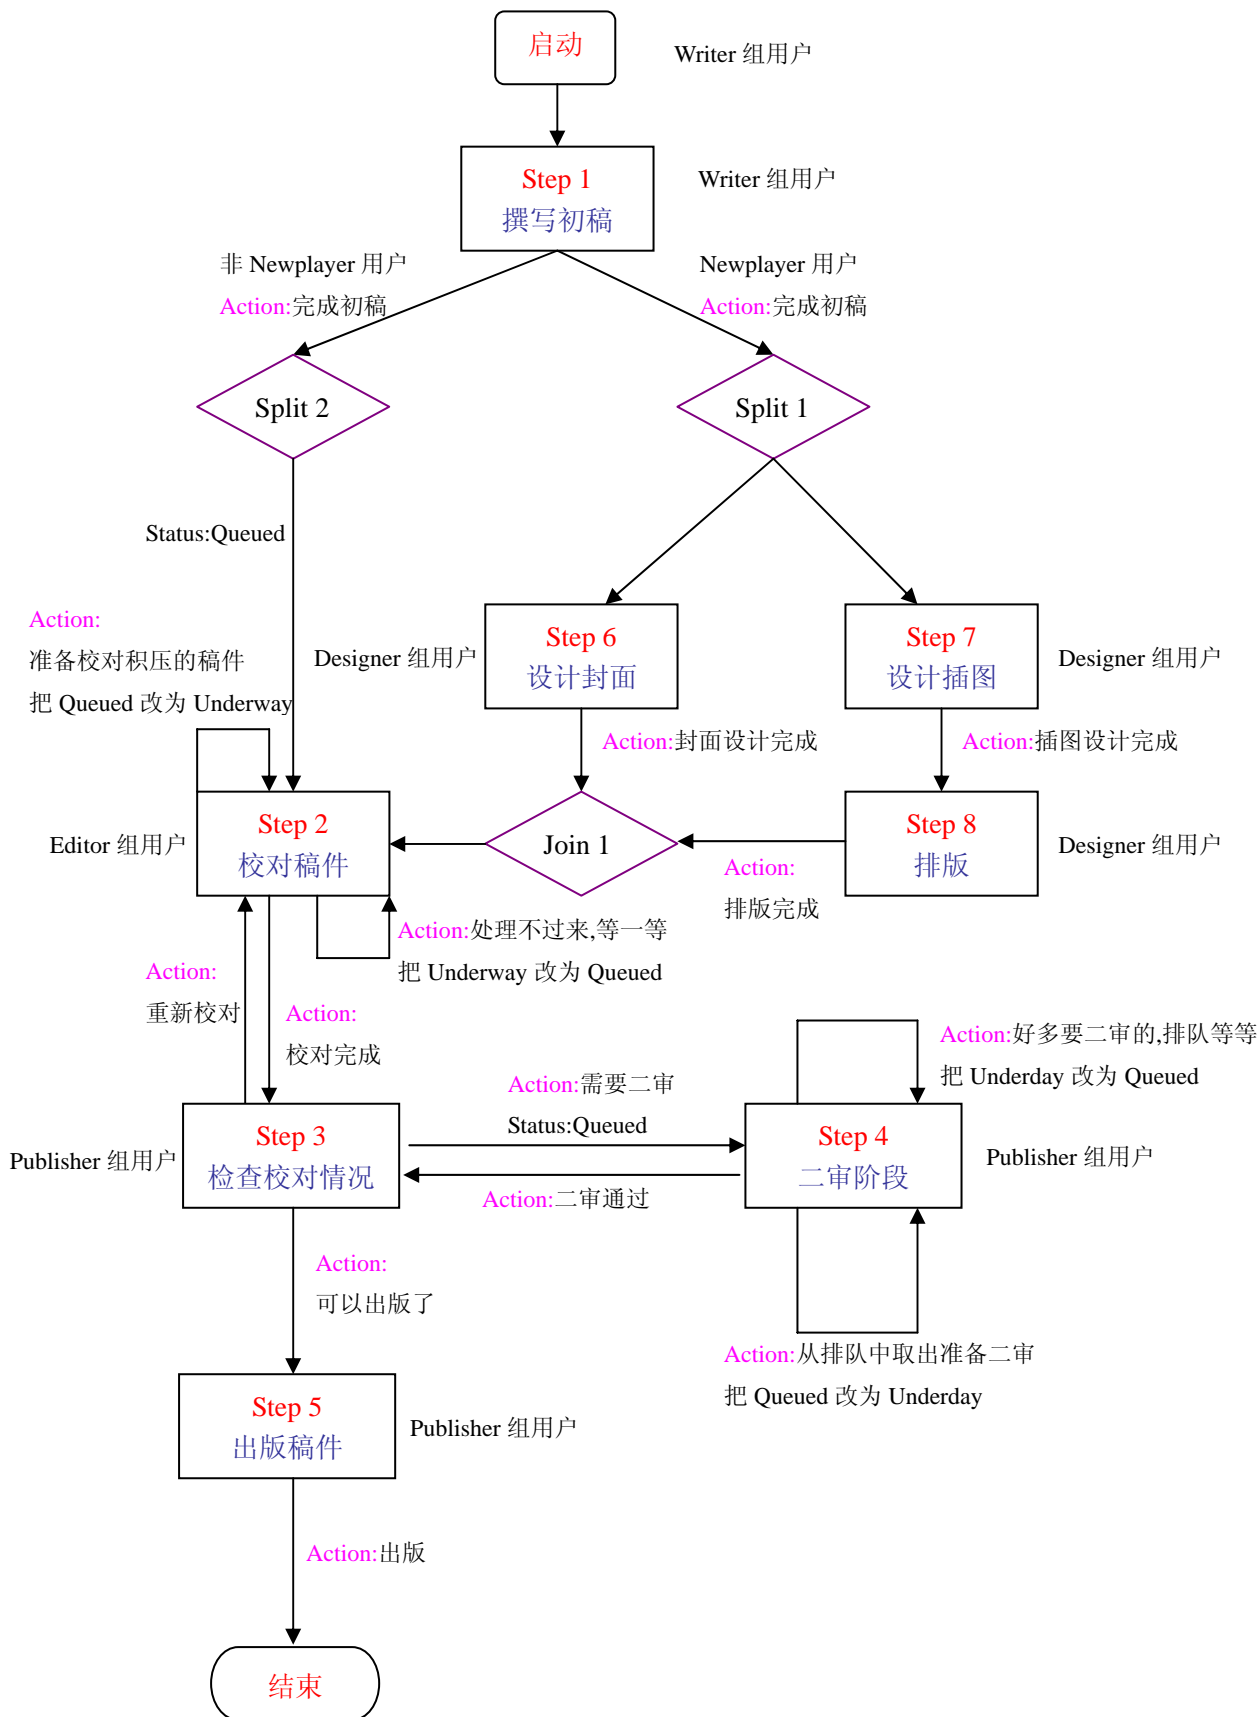 启动
Writer 组用户
Step 1
撰写初稿
Writer 组用户
非 Newplayer 用户
Action:完成初稿
Newplayer 用户
Action:完成初稿
Split 2
Split 1
Status:Queued
Action:
准备校对积压的稿件
把 Queued 改为 Underway
Designer 组用户
Step 6
设计封面
Step 7
设计插图
Designer 组用户
Action:封面设计完成
Action:插图设计完成
Editor 组用户
Step 2
校对稿件
Join 1
Step 8
排版
Designer 组用户
Action:
排版完成
Action:处理不过来,等一等
把 Underway 改为 Queued
Action:
重新校对
Action:
校对完成
Action:好多要二审的,排队等等
把 Underday 改为 Queued
Action:需要二审
Status:Queued
Publisher 组用户
Step 3
检查校对情况
Step 4
二审阶段
Publisher 组用户
Action:二审通过
Action:
可以出版了
Action:从排队中取出准备二审
把 Queued 改为 Underday
Step 5
出版稿件
Publisher 组用户
Action:出版
结束